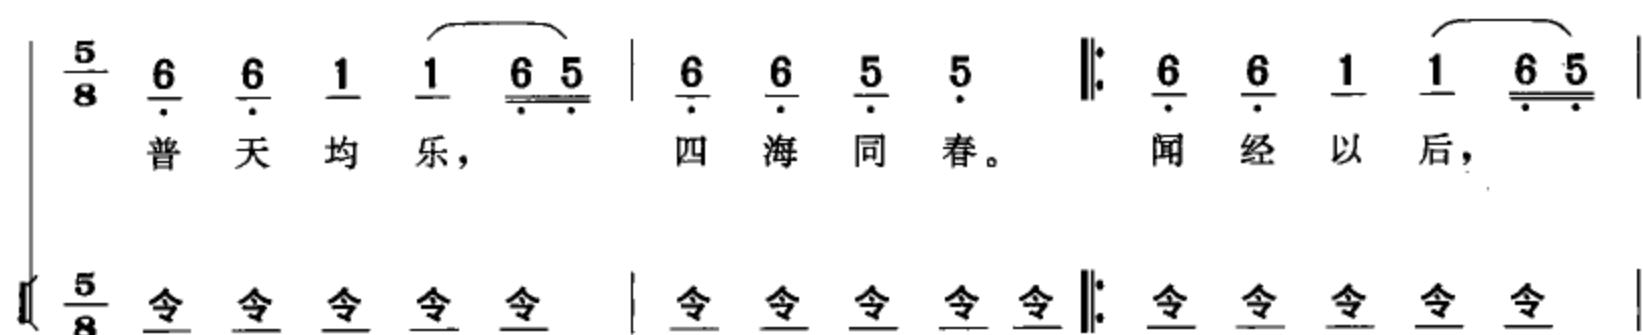 5/8 6 6 1 1 6 5 | 6 6 5 5 ‖: 6 6 1 1 6 5 |
普天均乐， 四海同春。 闻经以后，
5/8 令 令 令 令 令 | 令 令 令 令 令 ‖: 令 令 令 令 令 |